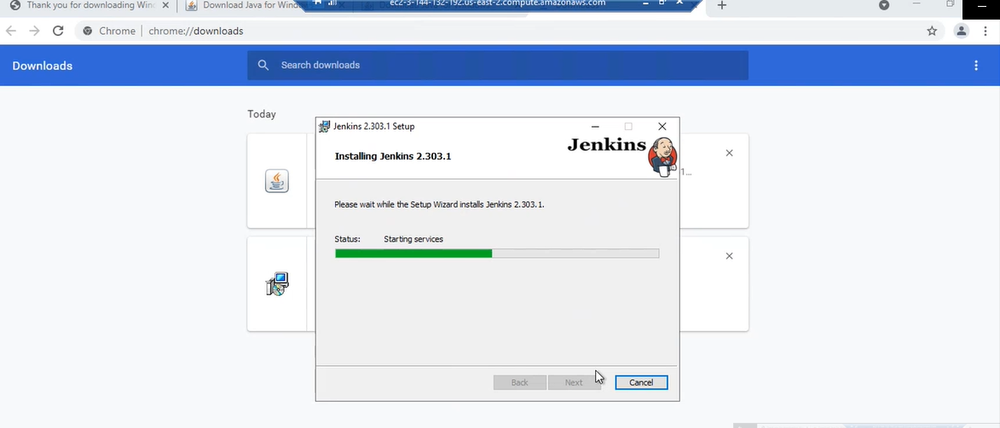 Thank you for downloading Wind
Download Java for Windo
ec2-3-144-132-192.us-east-2.compute.amazonaws.com
Chrome | chrome://downloads
Downloads
Search downloads
Today
Jenkins 2.303.1 Setup
Jenkins
Installing Jenkins 2.303.1
1...
Please wait while the Setup Wizard installs Jenkins 2.303.1.
Status: Starting services
Back Next Cancel